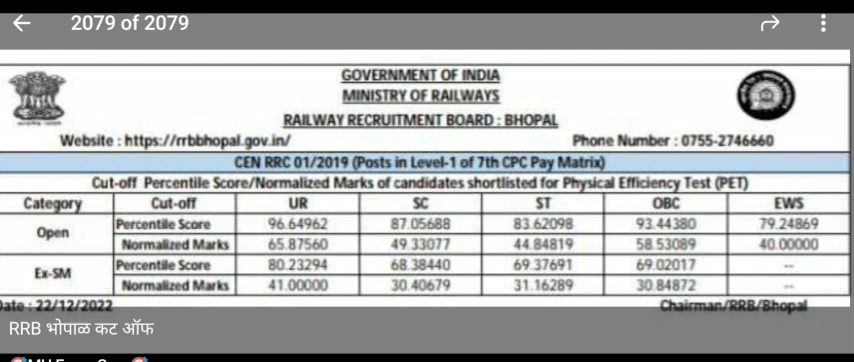 2079 of 2079
GOVERNMENT OF INDIA
MINISTRY OF RAILWAYS
RAILWAY RECRUITMENT BOARD : BHOPAL
Website : https://rrbbhopal.gov.in/ Phone Number : 0755-2746660
CEN RRC 01/2019 (Posts in Level-1 of 7th CPC Pay Matrix)
Cut-off Percentile Score/Normalized Marks of candidates shortlisted for Physical Efficiency Test (PET)
Category Cut-off UR SC ST OBC EWS
Open Percentile Score 96.64962 87.05688 83.62098 93.44380 79.24869
Normalized Marks 65.87560 49.33077 44.84819 58.53089 40.00000
Ex-SM Percentile Score 80.23294 68.38440 69.37691 69.02017 --
Normalized Marks 41.00000 30.40679 31.16289 30.84872 --
Date : 22/12/2022 Chairman/RRB/Bhopal
RRB भोपाळ कट ऑफ